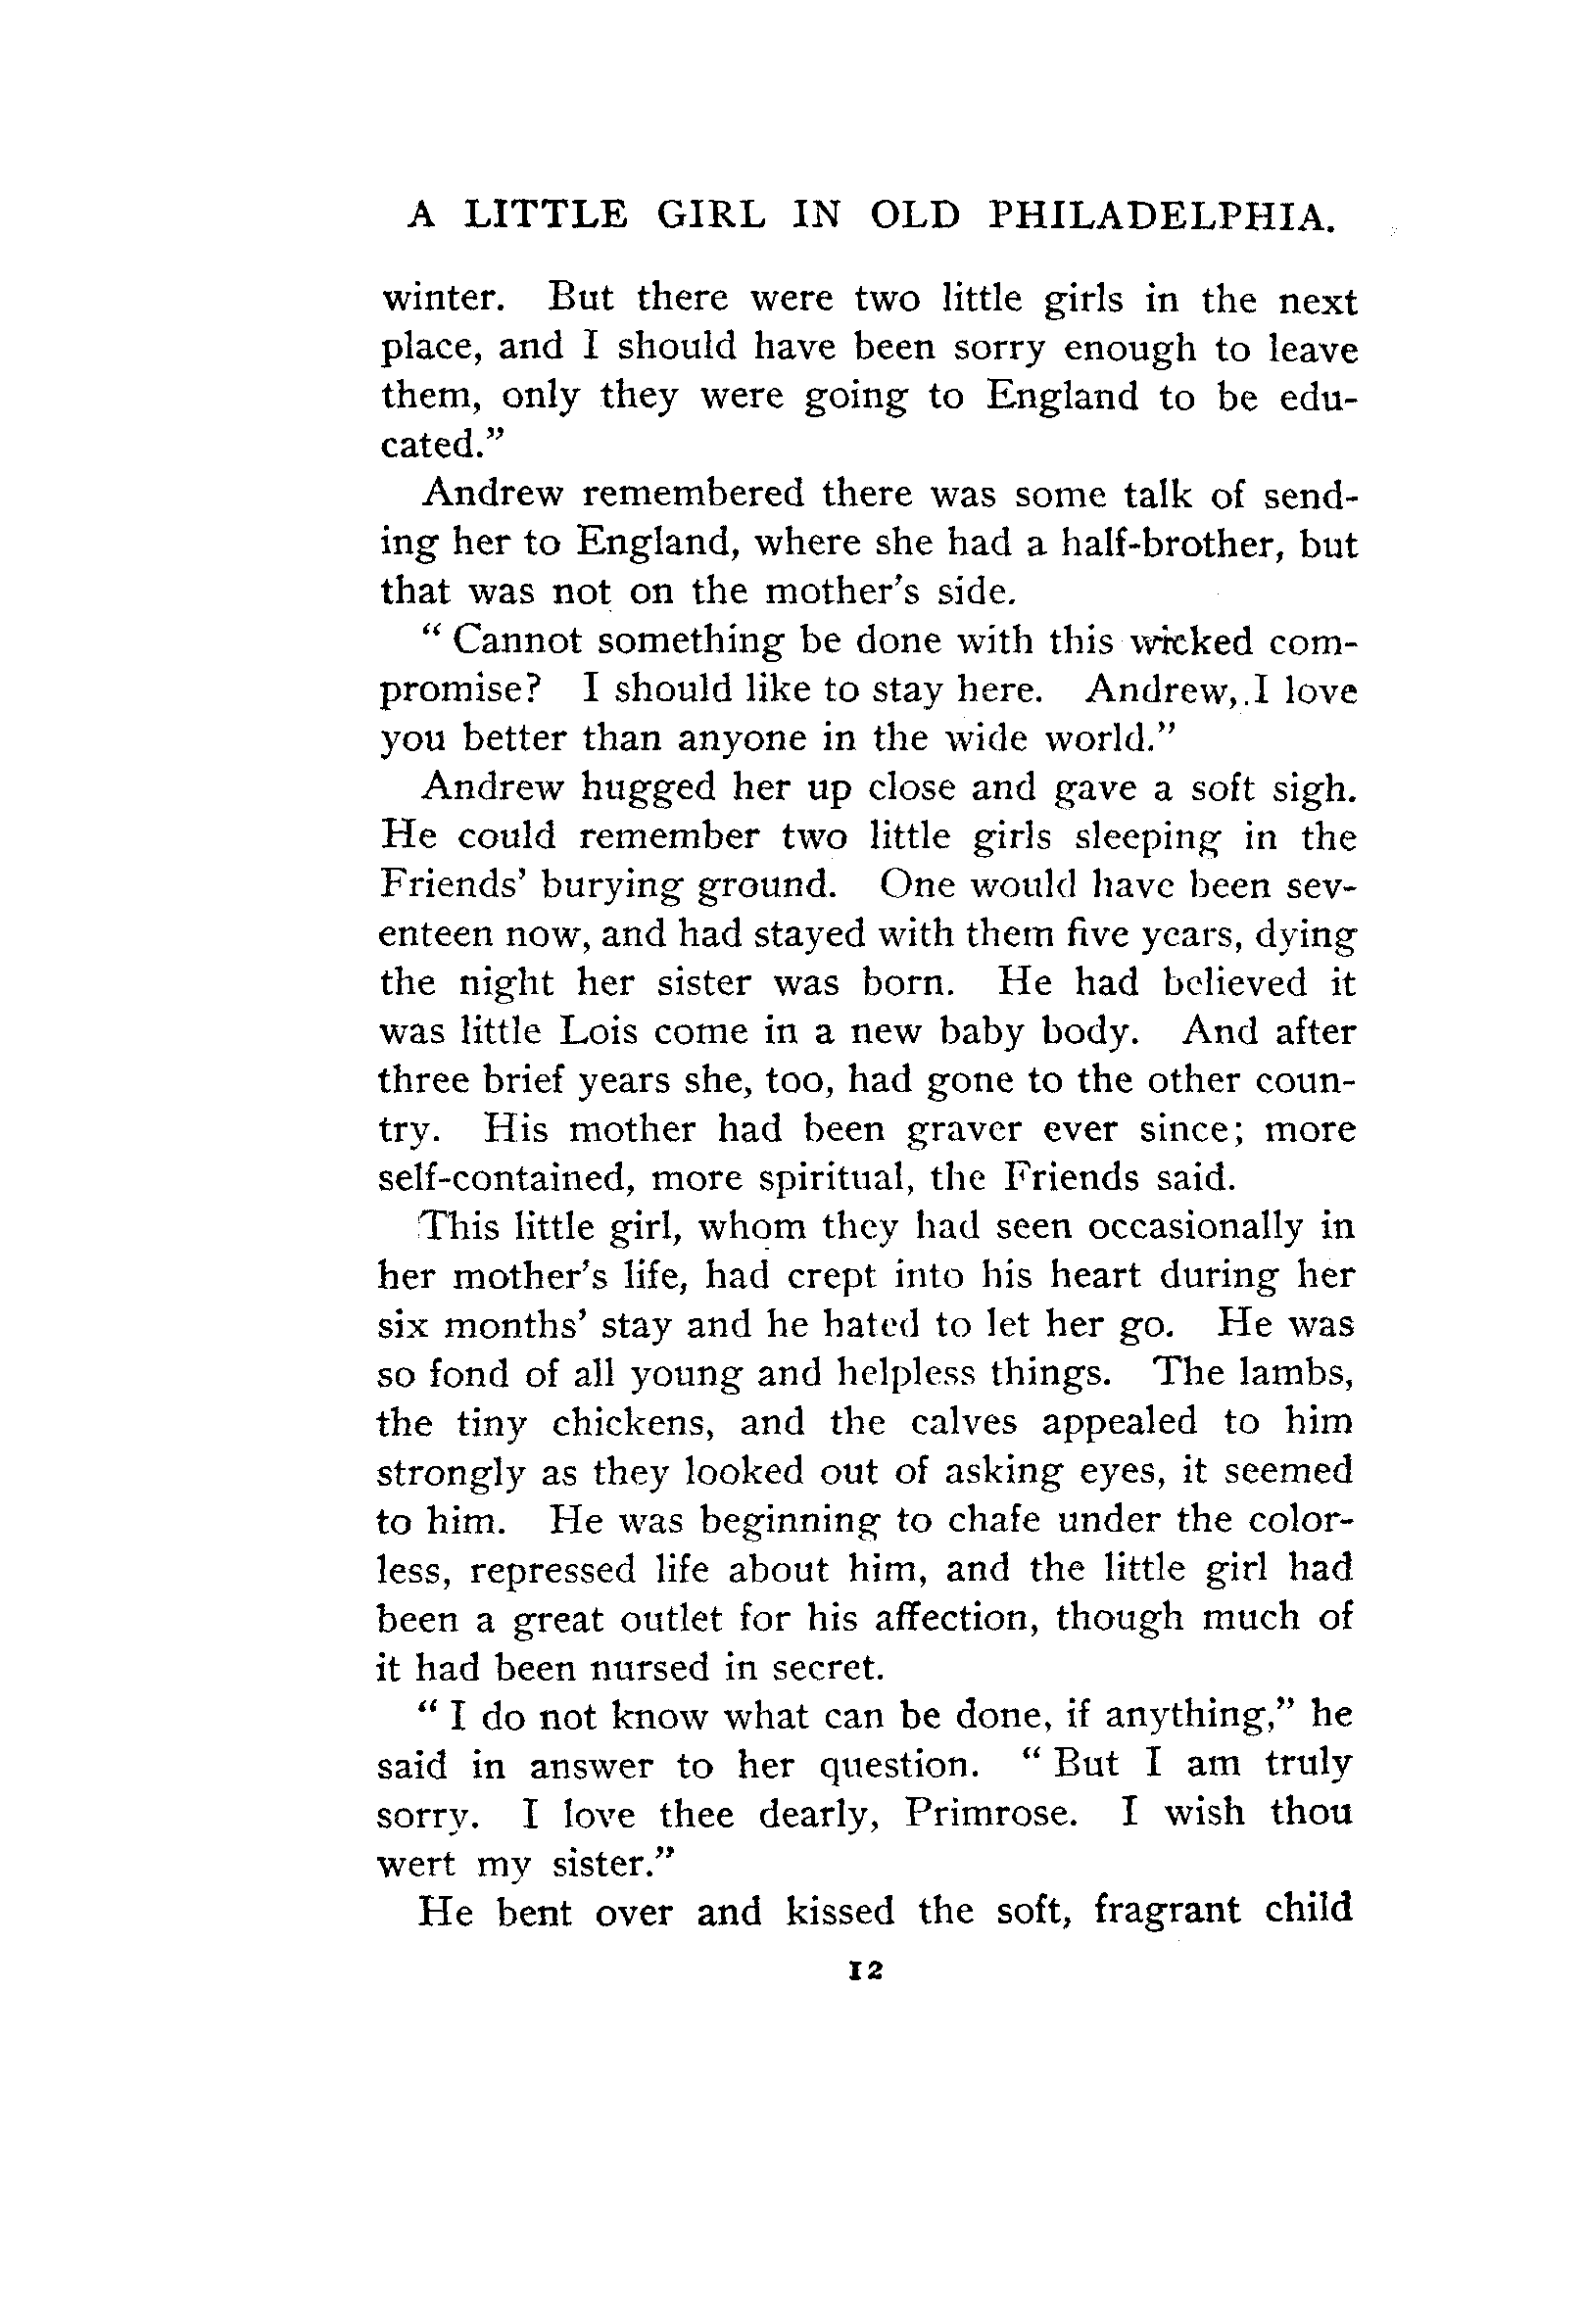 A LITTLE GIRL IN OLD PHILADELPHIA.
winter. But there were two little girls in the next
place, and I should have been sorry enough to leave
them, only they were going to England to be edu-
cated.”
Andrew remembered there was some talk of send-
ing her to England, where she had a half-brother, but
that was not on the mother's side.
“ Cannot something be done with this wicked com-
promise? I should like to stay here. Andrew, I love
you better than anyone in the wide world.”
Andrew hugged her up close and gave a soft sigh.
He could remember two little girls sleeping in the
Friends' burying ground. One would have been sev-
enteen now, and had stayed with them five years, dying
the night her sister was born. He had believed it
was little Lois come in a new baby body. And after
three brief years she, too, had gone to the other coun-
try. His mother had been graver ever since; more
self-contained, more spiritual, the Friends said.
This little girl, whom they had seen occasionally in
her mother's life, had crept into his heart during her
six months' stay and he hated to let her go. He was
so fond of all young and helpless things. The lambs,
the tiny chickens, and the calves appealed to him
strongly as they looked out of asking eyes, it seemed
to him. He was beginning to chafe under the color-
less, repressed life about him, and the little girl had
been a great outlet for his affection, though much of
it had been nursed in secret.
“ I do not know what can be done, if anything,” he
said in answer to her question. “ But I am truly
sorry. I love thee dearly, Primrose. I wish thou
wert my sister.”
He bent over and kissed the soft, fragrant child
12